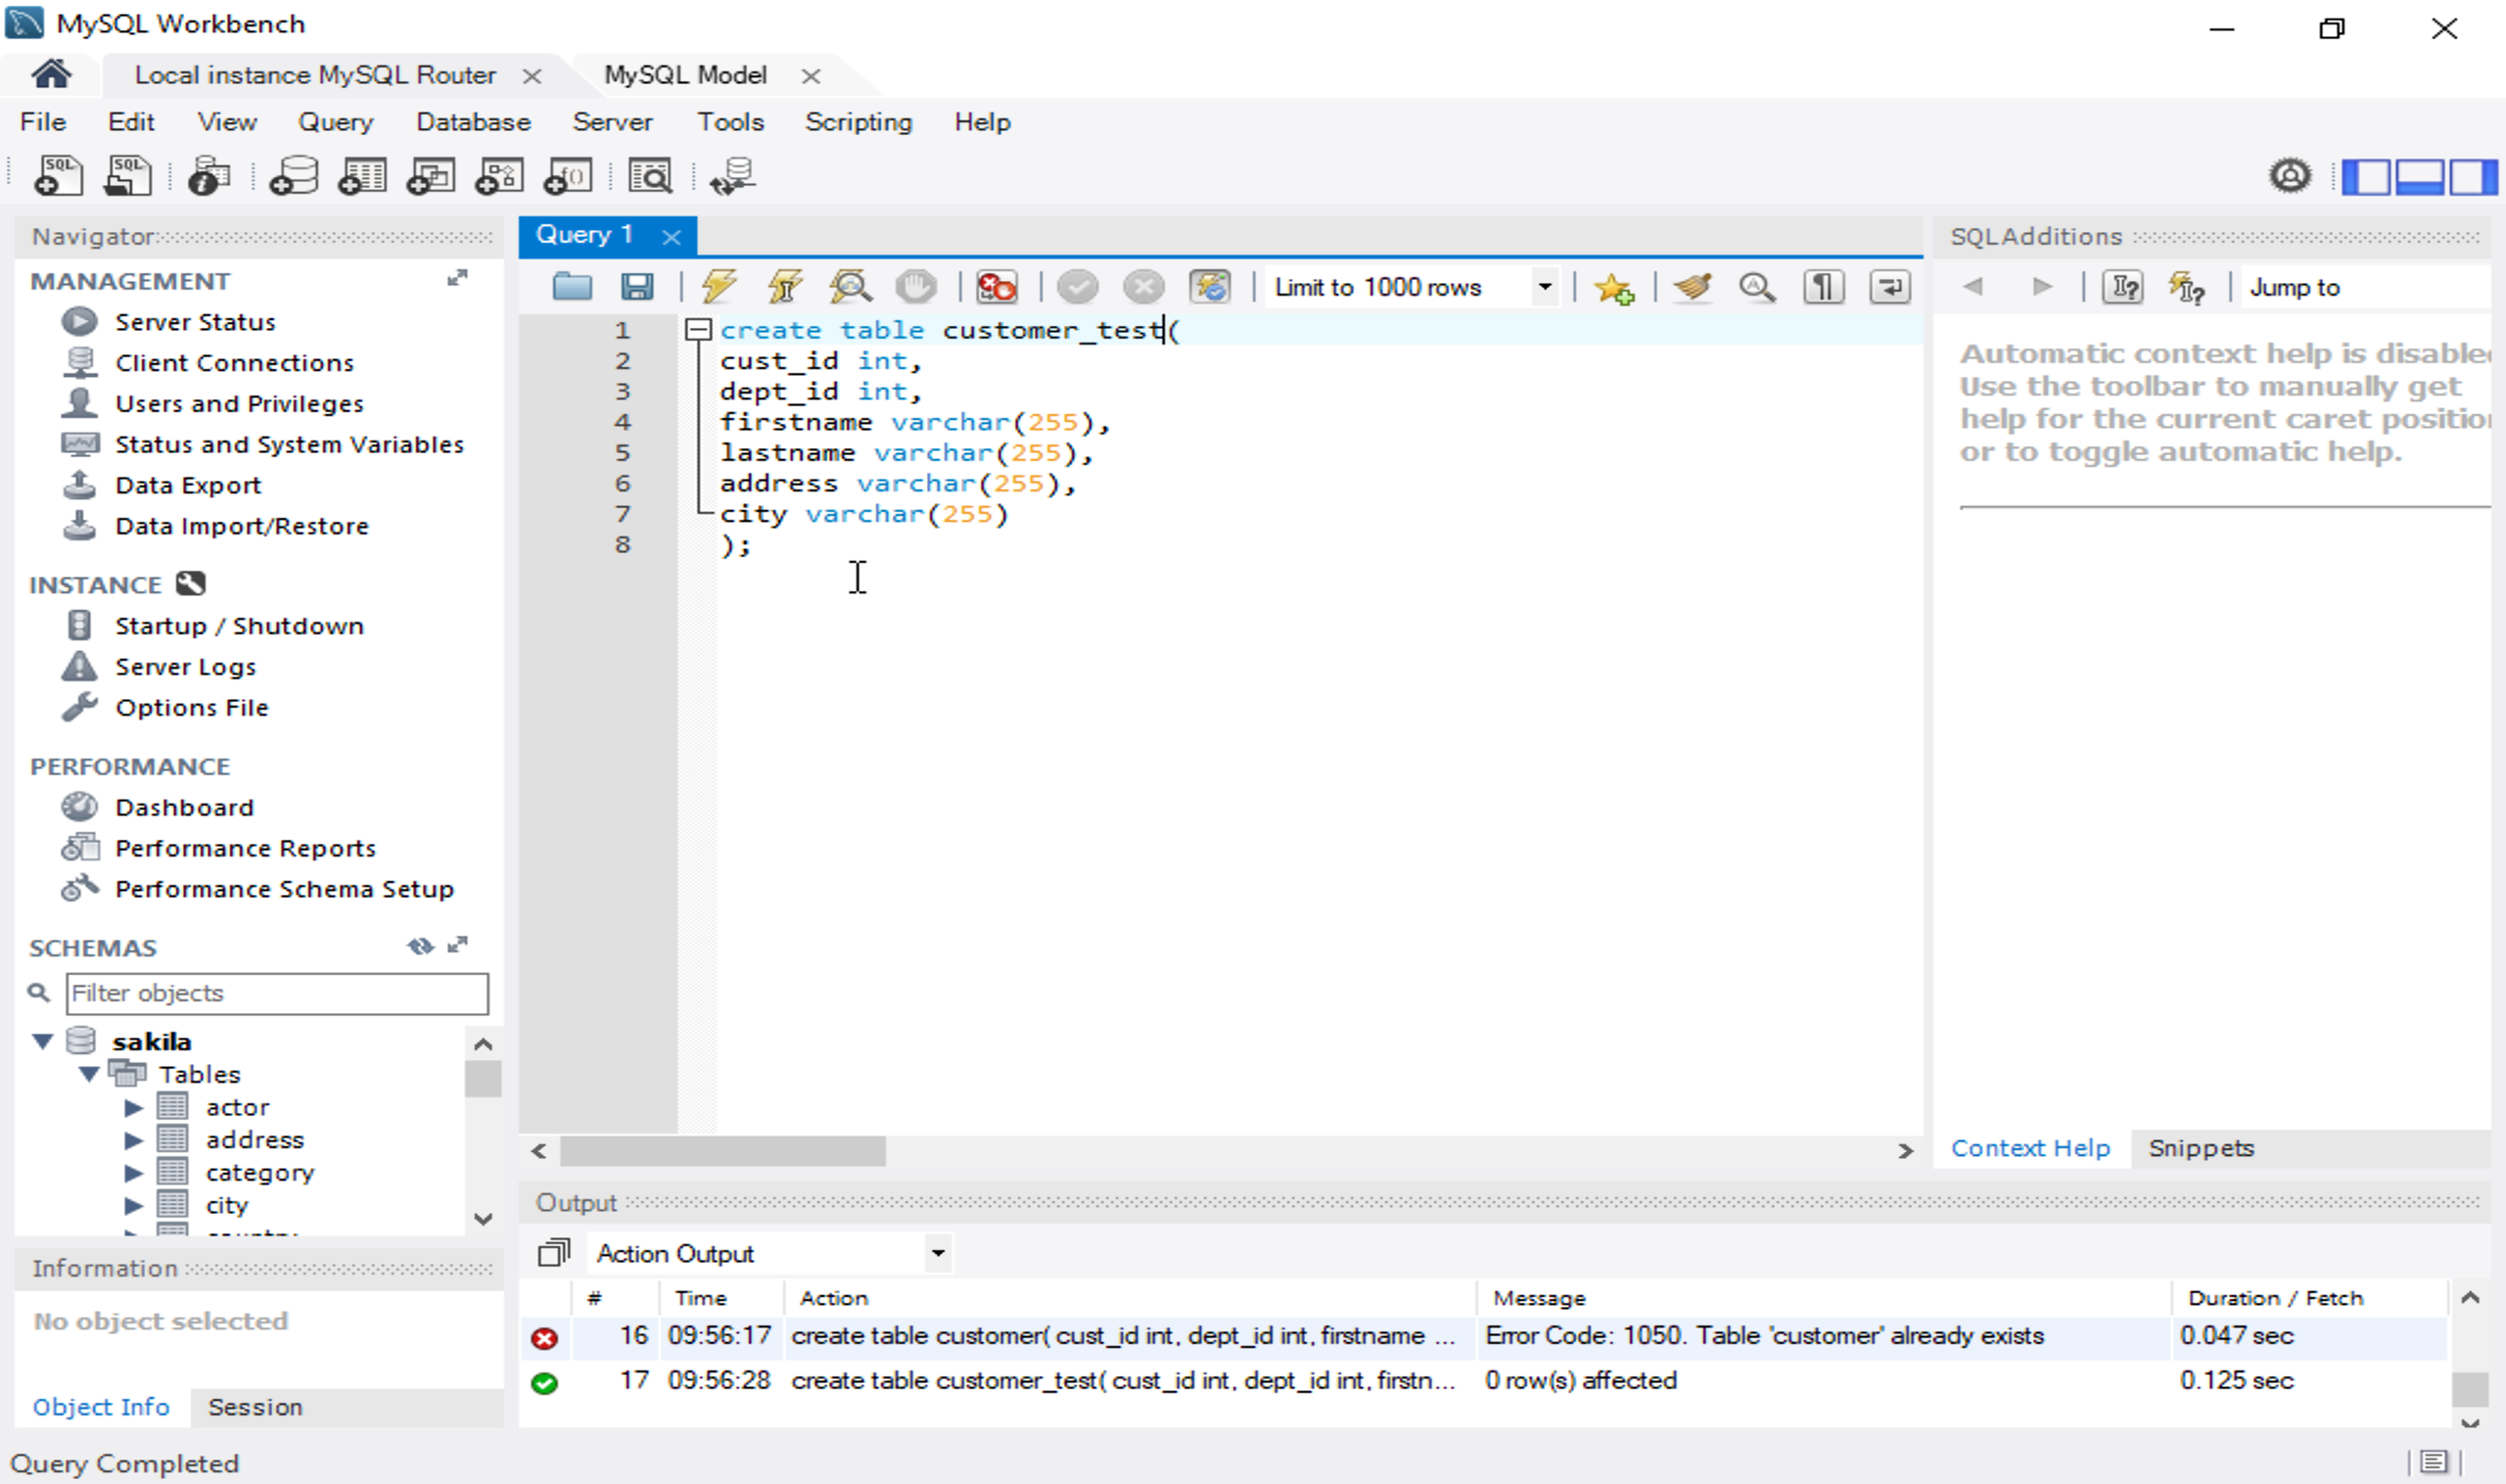 MySQL Workbench
Local instance MySQL Router
MySQL Model
File Edit View Query Database Server Tools Scripting Help
Navigator
MANAGEMENT
Server Status
Client Connections
Users and Privileges
Status and System Variables
Data Export
Data Import/Restore
INSTANCE
Startup / Shutdown
Server Logs
Options File
PERFORMANCE
Dashboard
Performance Reports
Performance Schema Setup
SCHEMAS
Filter objects
sakila
Tables
actor
address
category
city
country
Information
No object selected
Object Info Session
Query Completed
Query 1
Limit to 1000 rows
1 create table customer_test(
2 cust_id int,
3 dept_id int,
4 firstname varchar(255),
5 lastname varchar(255),
6 address varchar(255),
7 city varchar(255)
8 );
SQLAdditions
Jump to
Automatic context help is disable
Use the toolbar to manually get
help for the current caret position
or to toggle automatic help.
Context Help Snippets
Output
Action Output
# Time Action Message Duration / Fetch
16 09:56:17 create table customer( cust_id int, dept_id int, firstname ... Error Code: 1050. Table 'customer' already exists 0.047 sec
17 09:56:28 create table customer_test( cust_id int, dept_id int, firstn... 0 row(s) affected 0.125 sec